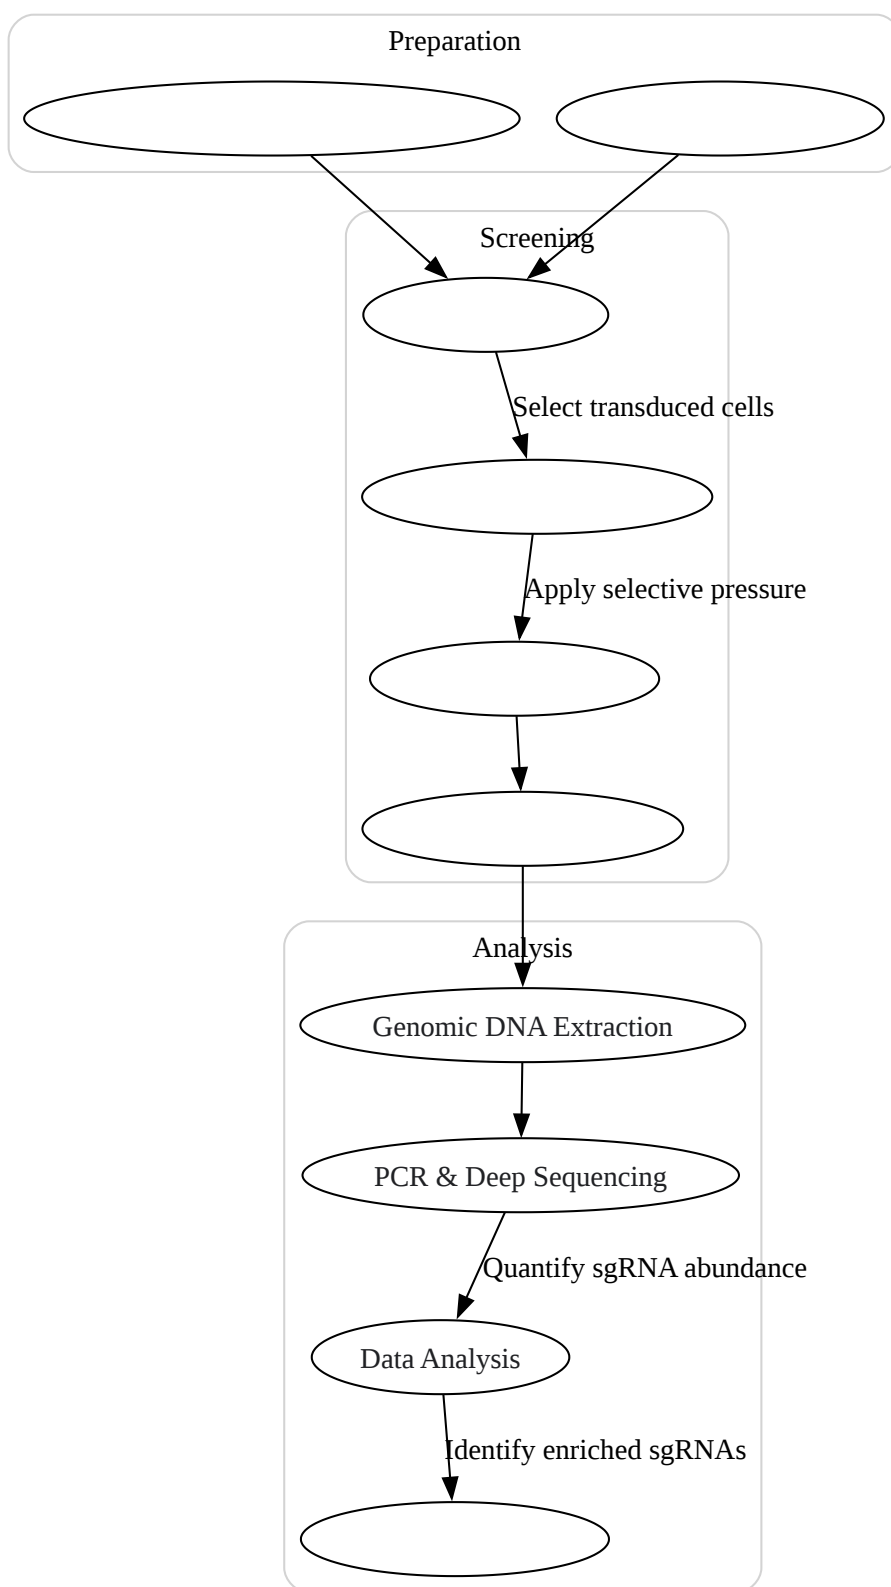 Preparation
Screening
Select transduced cells
Apply selective pressure
Analysis
Genomic DNA Extraction
PCR & Deep Sequencing
Quantify sgRNA abundance
Data Analysis
Identify enriched sgRNAs